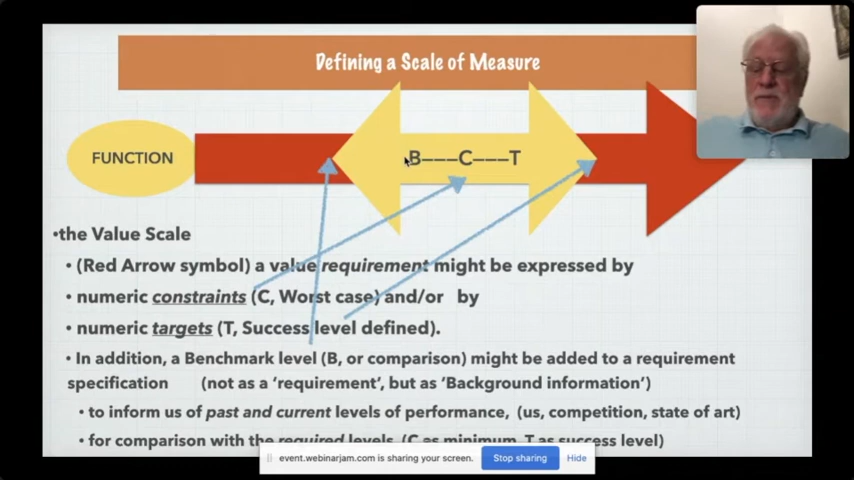 Defining a Scale of Measure
FUNCTION
B---C---T
•the Value Scale
• (Red Arrow symbol) a value requirement might be expressed by
• numeric constraints (C, Worst case) and/or by
• numeric targets (T, Success level defined).
• In addition, a Benchmark level (B, or comparison) might be added to a requirement
specification (not as a 'requirement', but as 'Background information')
• to inform us of past and current levels of performance, (us, competition, state of art)
• for comparison with the required levels, (C as minimum, T as success level)
event.webinarjam.com is sharing your screen.
Stop sharing
Hide